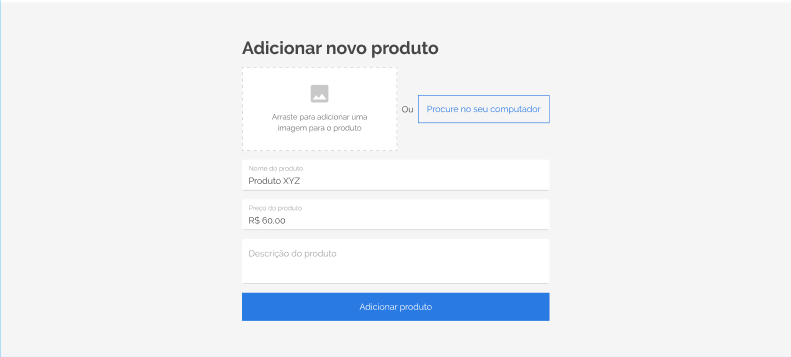 Adicionar novo produto
Arraste para adicionar uma
imagem para o produto
Ou
Procure no seu computador
Nome do produto
Produto XYZ
Preço do produto
R$ 60.00
Descrição do produto
Adicionar produto